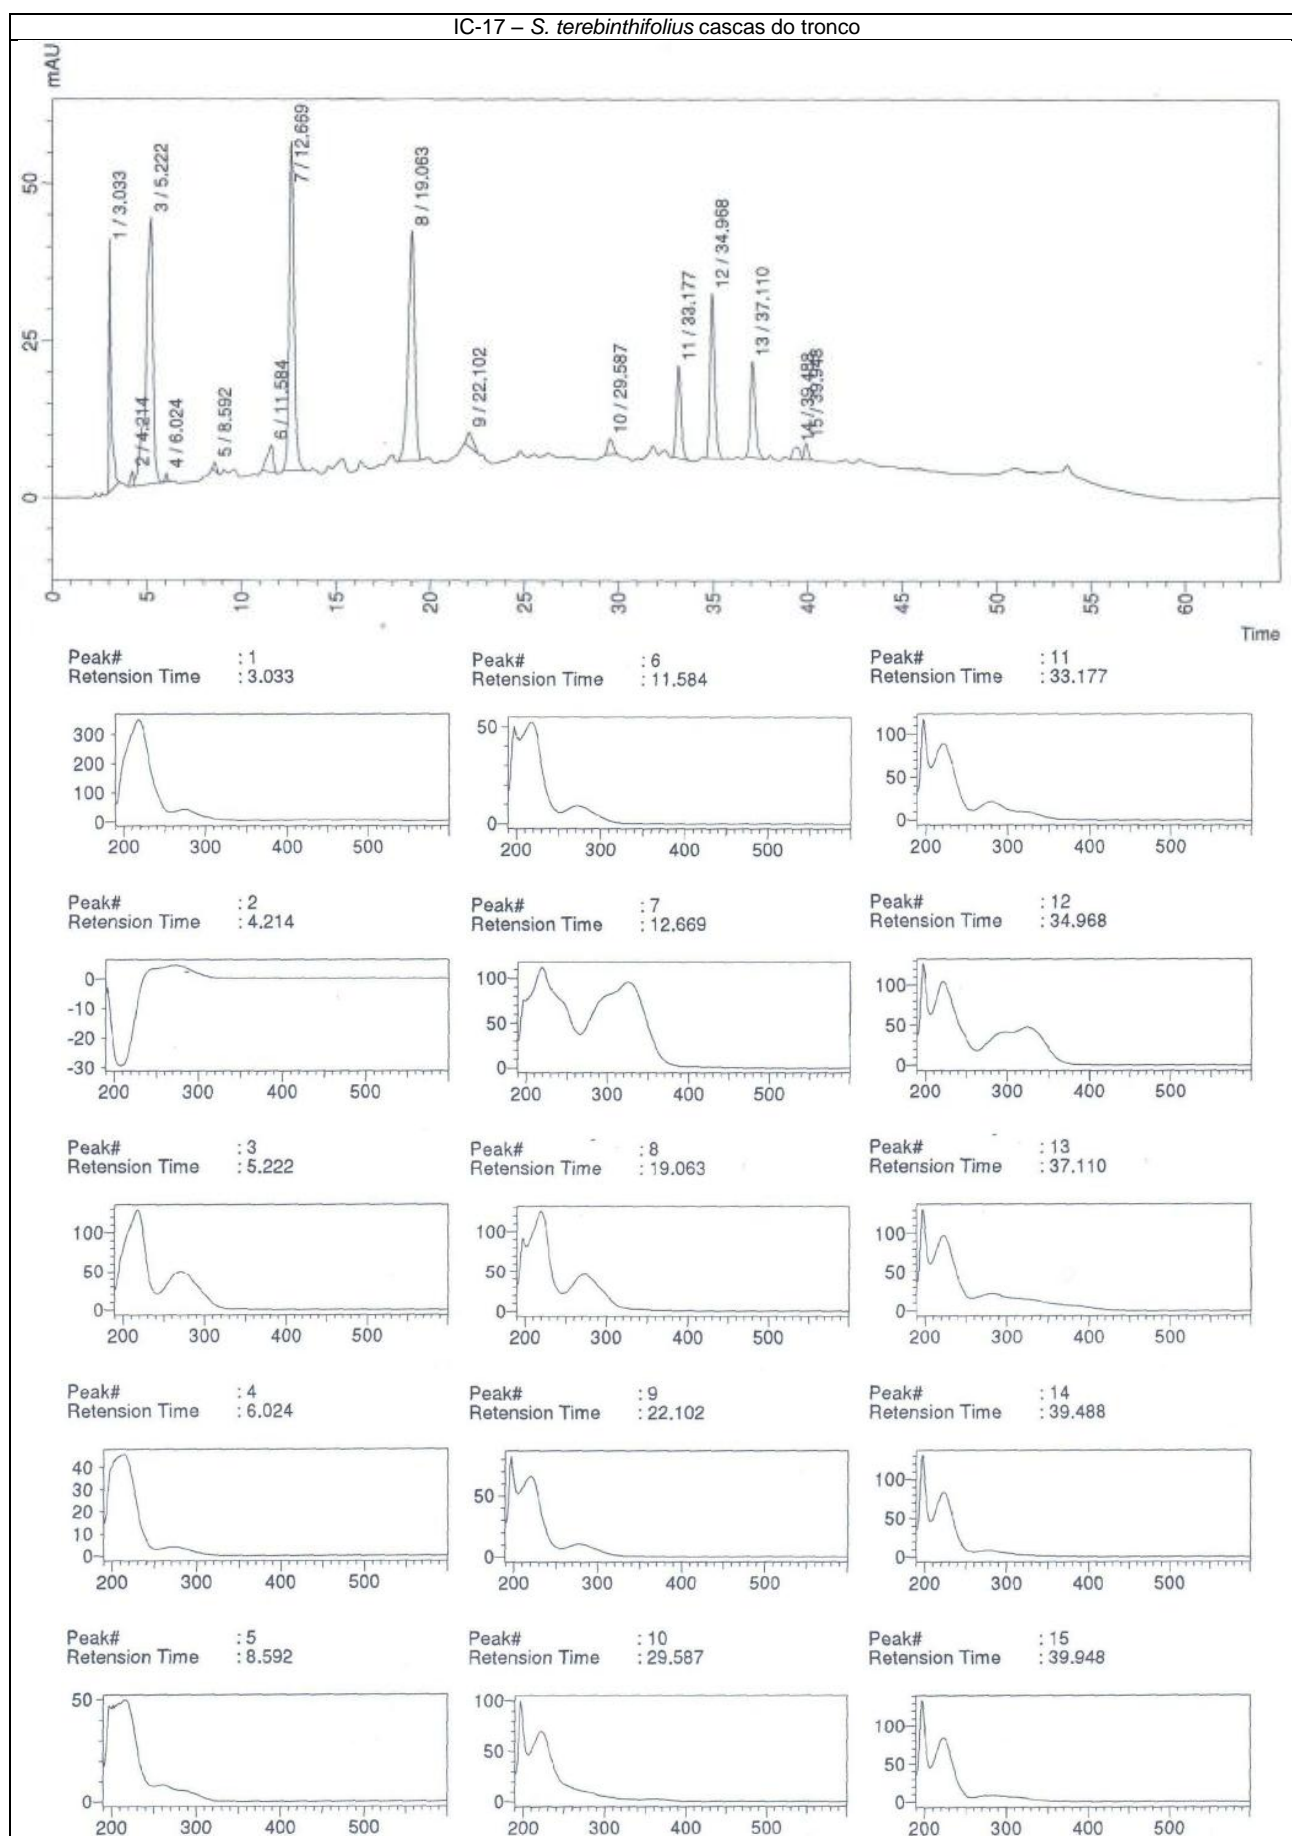 IC-17 – S. terebinthifolius cascas do tronco
mAU
50
25
0
1 / 3.033
2 / 4.214
3 / 5.222
4 / 6.024
5 / 8.592
6 / 11.584
7 / 12.669
8 / 19.063
9 / 22.102
10 / 29.587
11 / 33.177
12 / 34.968
13 / 37.110
14 / 39.488
15 / 39.948
0 5 10 15 20 25 30 35 40 45 50 55 60
Time
Peak# : 1
Retension Time : 3.033
300
200
100
0
200 300 400 500
Peak# : 6
Retension Time : 11.584
50
0
200 300 400 500
Peak# : 11
Retension Time : 33.177
100
50
0
200 300 400 500
Peak# : 2
Retension Time : 4.214
0
-10
-20
-30
200 300 400 500
Peak# : 7
Retension Time : 12.669
100
50
0
200 300 400 500
Peak# : 12
Retension Time : 34.968
100
50
0
200 300 400 500
Peak# : 3
Retension Time : 5.222
100
50
0
200 300 400 500
Peak# : 8
Retension Time : 19.063
100
50
0
200 300 400 500
Peak# : 13
Retension Time : 37.110
100
50
0
200 300 400 500
Peak# : 4
Retension Time : 6.024
40
30
20
10
0
200 300 400 500
Peak# : 9
Retension Time : 22.102
50
0
200 300 400 500
Peak# : 14
Retension Time : 39.488
100
50
0
200 300 400 500
Peak# : 5
Retension Time : 8.592
50
0
200 300 400 500
Peak# : 10
Retension Time : 29.587
100
50
0
200 300 400 500
Peak# : 15
Retension Time : 39.948
100
50
0
200 300 400 500